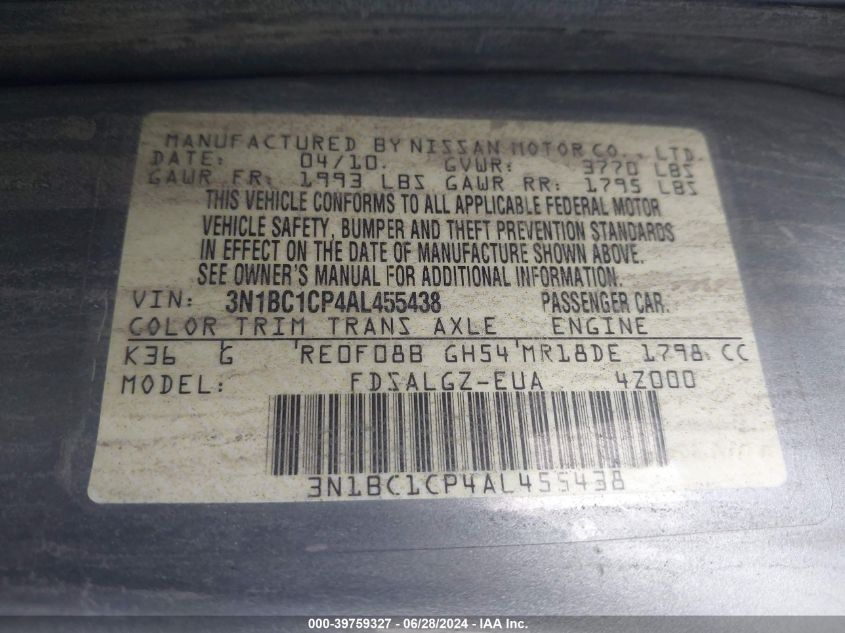 MANUFACTURED BY NISSAN MOTOR CO., LTD.
DATE: 04/10. GVWR: 3770 LBS
GAWR FR: 1993 LBS GAWR RR: 1795 LBS
THIS VEHICLE CONFORMS TO ALL APPLICABLE FEDERAL MOTOR
VEHICLE SAFETY, BUMPER AND THEFT PREVENTION STANDARDS
IN EFFECT ON THE DATE OF MANUFACTURE SHOWN ABOVE.
SEE OWNER'S MANUAL FOR ADDITIONAL INFORMATION.
VIN: 3N1BC1CP4AL455438 PASSENGER CAR.
COLOR TRIM TRANS AXLE ENGINE
K36 G RE0F08B GH54 MR18DE 1798 CC
MODEL: FDSALGZ-EUA 4Z000
3N1BC1CP4AL455438
000-39759327 - 06/28/2024 - IAA Inc.